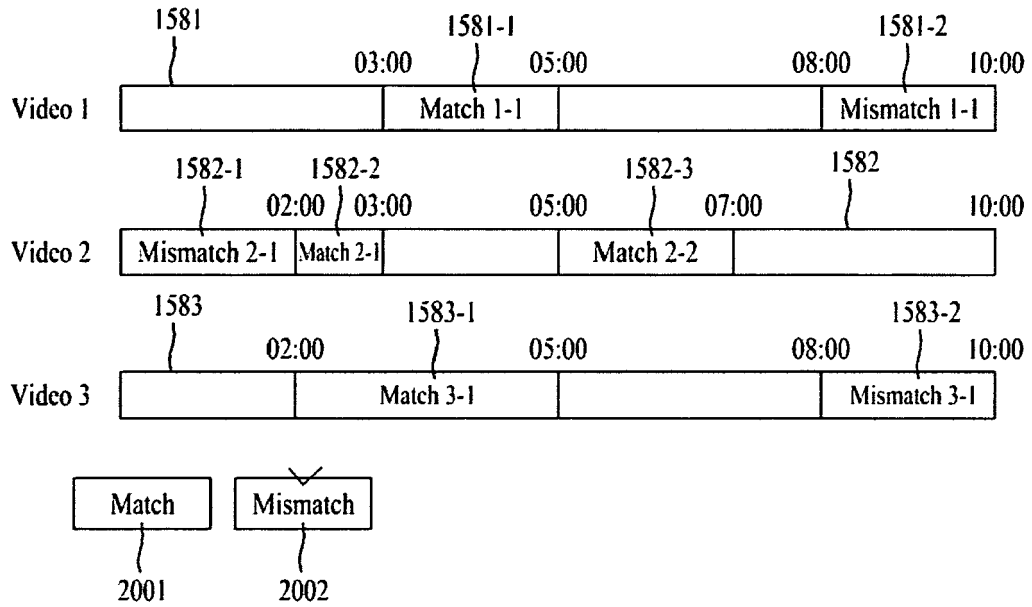 1581 1581-1 1581-2
03:00 05:00 08:00 10:00
Video 1 Match 1-1 Mismatch 1-1
1582-1 1582-2 1582-3 1582
02:00 03:00 05:00 07:00 10:00
Video 2 Mismatch 2-1 Match 2-1 Match 2-2
1583 1583-1 1583-2
02:00 05:00 08:00 10:00
Video 3 Match 3-1 Mismatch 3-1
Match Mismatch
2001 2002